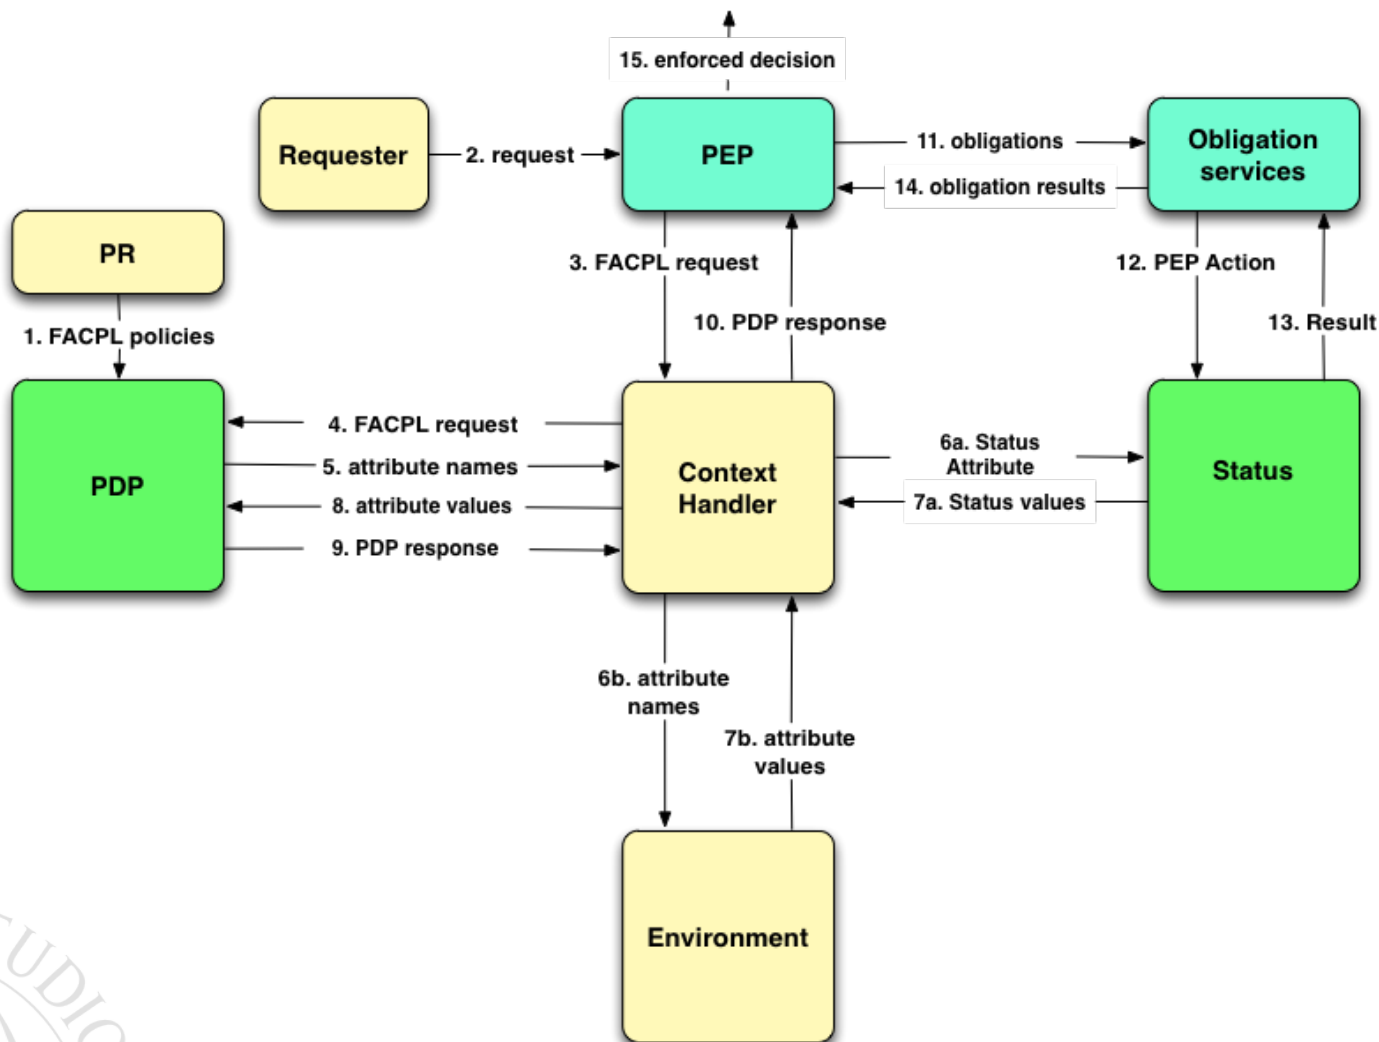 15. enforced decision
Requester
2. request
PEP
11. obligations
14. obligation results
Obligation
services
PR
1. FACPL policies
3. FACPL request
10. PDP response
12. PEP Action
13. Result
PDP
4. FACPL request
5. attribute names
8. attribute values
9. PDP response
Context
Handler
6a. Status
Attribute
7a. Status values
Status
6b. attribute
names
7b. attribute
values
Environment